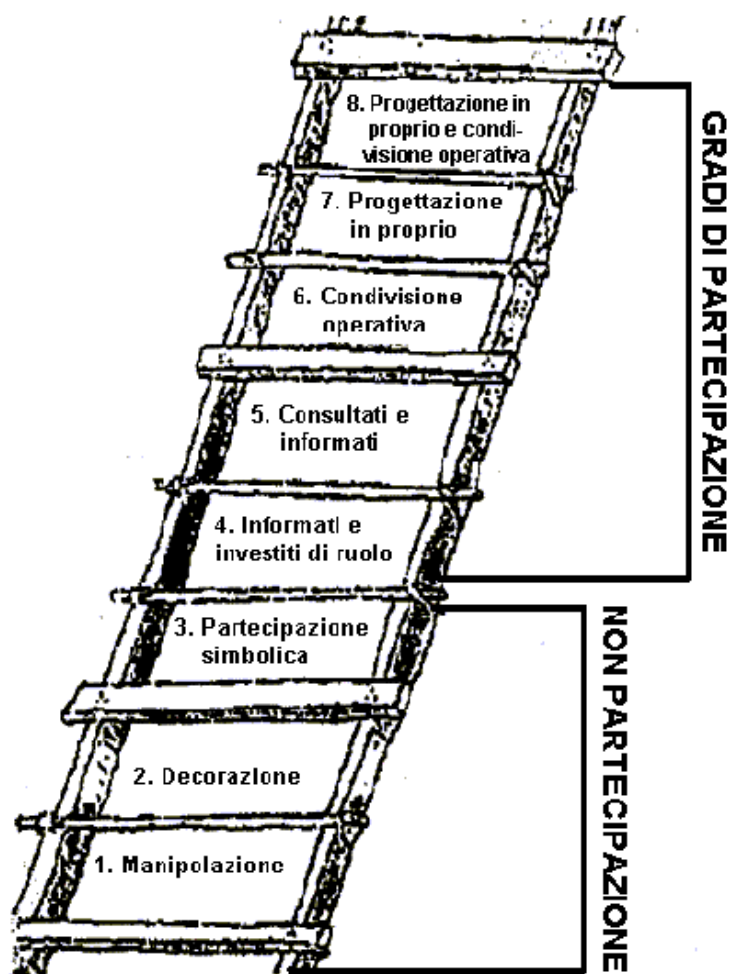 8. Progettazione in
proprio e condi-
visione operativa
7. Progettazione
in proprio
6. Condivisione
operativa
5. Consultati e
informati
4. Informati e
investiti di ruolo
3. Partecipazione
simbolica
2. Decorazione
1. Manipolazione
GRADI DI PARTECIPAZIONE
NON PARTECIPAZIONE